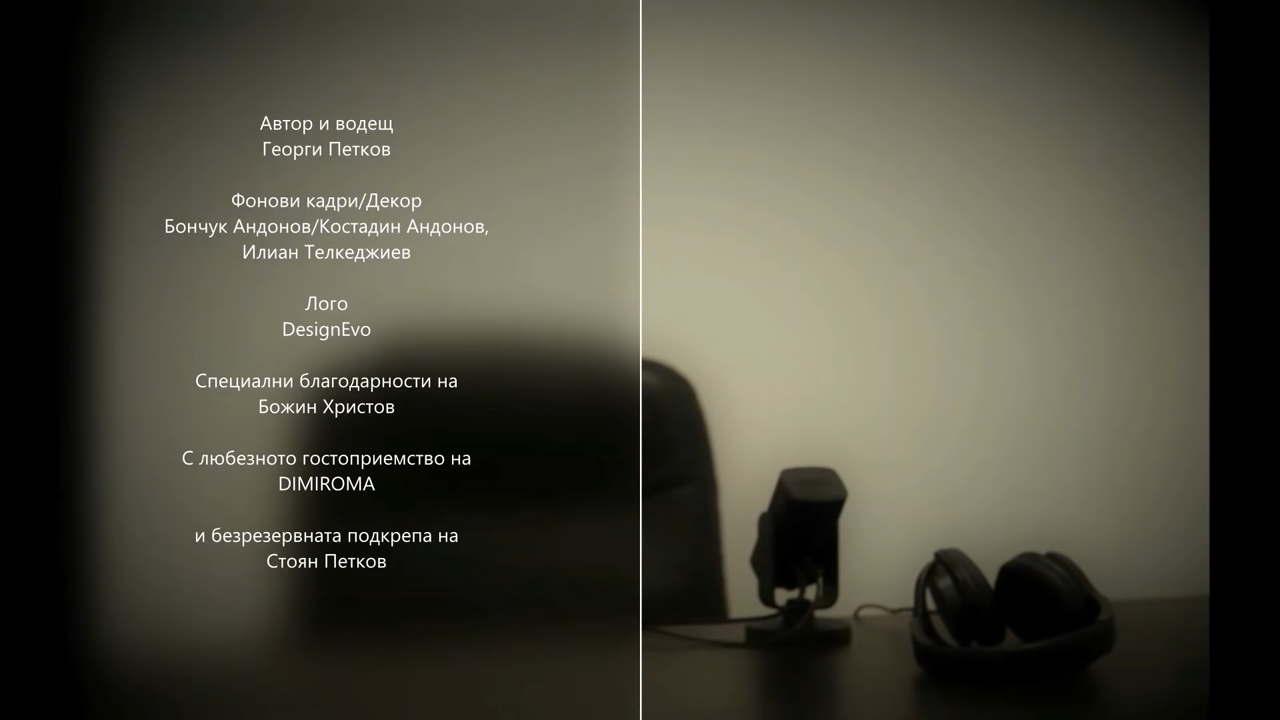 Автор и водещ
Георги Петков
Фонови кадри/Декор
Бончук Андонов/Костадин Андонов,
Илиан Телкеджиев
Лого
DesignEvo
Специални благодарности на
Божин Христов
С любезното гостоприемство на
DIMIROMA
и безрезервната подкрепа на
Стоян Петков